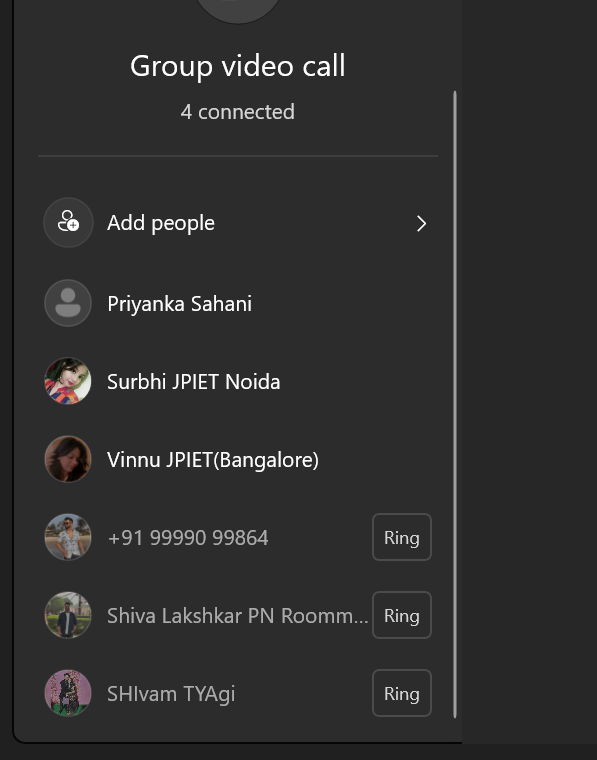 Group video call
4 connected
Add people
Priyanka Sahani
Surbhi JPIET Noida
Vinnu JPIET(Bangalore)
+91 99990 99864 Ring
Shiva Lakshkar PN Roomm... Ring
SHIvam TYAgi Ring